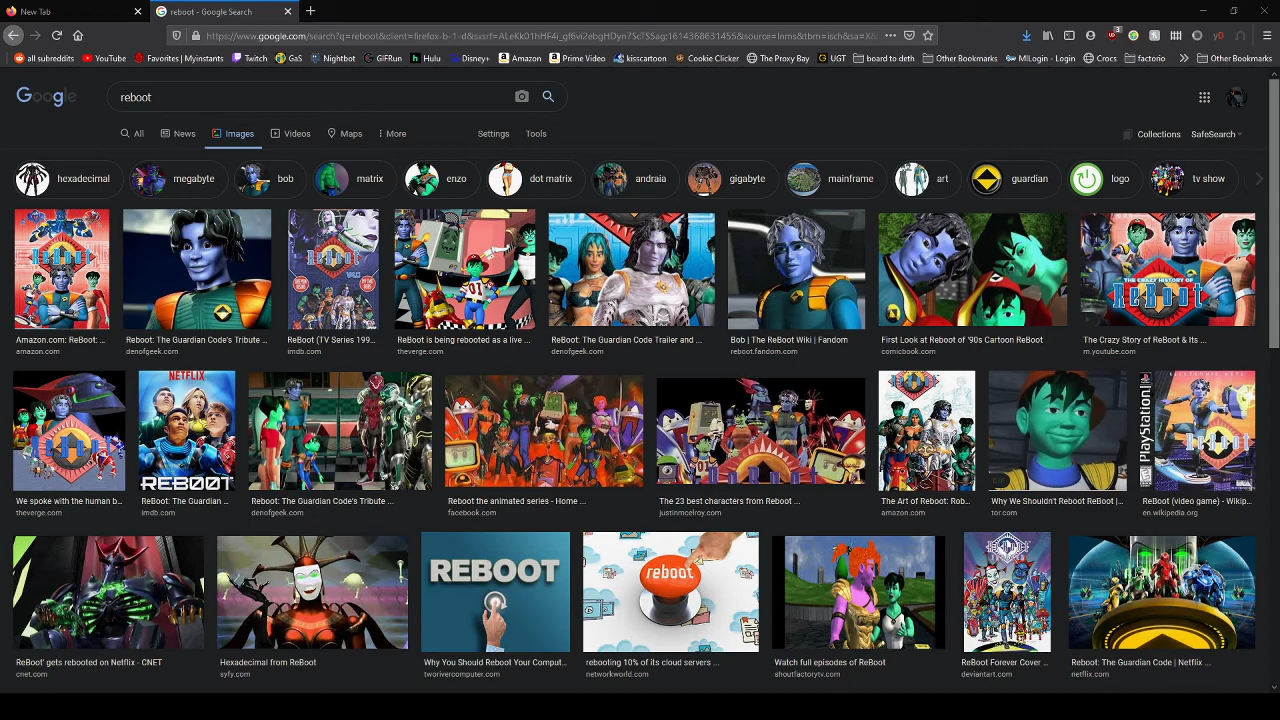 New Tab
reboot - Google Search
https://www.google.com/search?q=reboot&client=firefox-b-1-d&sxsrf=ALeKk01hHF4i_gf6vi2ebgHDyn7ScTS5ag:1614368631455&source=lnms&tbm=isch&sa=X&
all subreddits YouTube Favorites | Myinstants Twitch GaS Nightbot GIFRun Hulu Disney+ Amazon Prime Video kisscartoon Cookie Clicker The Proxy Bay UGT board to deth Other Bookmarks MILogin - Login Crocs factorio Other Bookmarks
Google
reboot
All News Images Videos Maps More Settings Tools Collections SafeSearch
hexadecimal megabyte bob matrix enzo dot matrix andraia gigabyte mainframe art guardian logo tv show
THE CRAZY HISTORY OF
REBOOT
Amazon.com: ReBoot: ...
amazon.com
ReBoot: The Guardian Code's Tribute ...
denofgeek.com
ReBoot (TV Series 199...
imdb.com
ReBoot is being rebooted as a live ...
theverge.com
ReBoot: The Guardian Code Trailer and ...
denofgeek.com
Bob | The ReBoot Wiki | Fandom
reboot.fandom.com
First Look at Reboot of '90s Cartoon ReBoot
comicbook.com
The Crazy Story of ReBoot & Its ...
m.youtube.com
NETFLIX
REBOOT
PlayStation
We spoke with the human b...
theverge.com
ReBoot: The Guardian ...
imdb.com
Reboot: The Guardian Code's Tribute ...
denofgeek.com
Reboot the animated series - Home ...
facebook.com
The 23 best characters from Reboot ...
justinmcelroy.com
The Art of Reboot: Rob...
amazon.com
Why We Shouldn't Reboot ReBoot | ...
tor.com
ReBoot (video game) - Wikip...
en.wikipedia.org
REBOOT
reboot
ReBoot' gets rebooted on Netflix - CNET
cnet.com
Hexadecimal from ReBoot
syfy.com
Why You Should Reboot Your Comput...
tworivercomputer.com
rebooting 10% of its cloud servers ...
networkworld.com
Watch full episodes of ReBoot
shoutfactorytv.com
ReBoot Forever Cover ...
deviantart.com
Reboot: The Guardian Code | Netflix ...
netflix.com